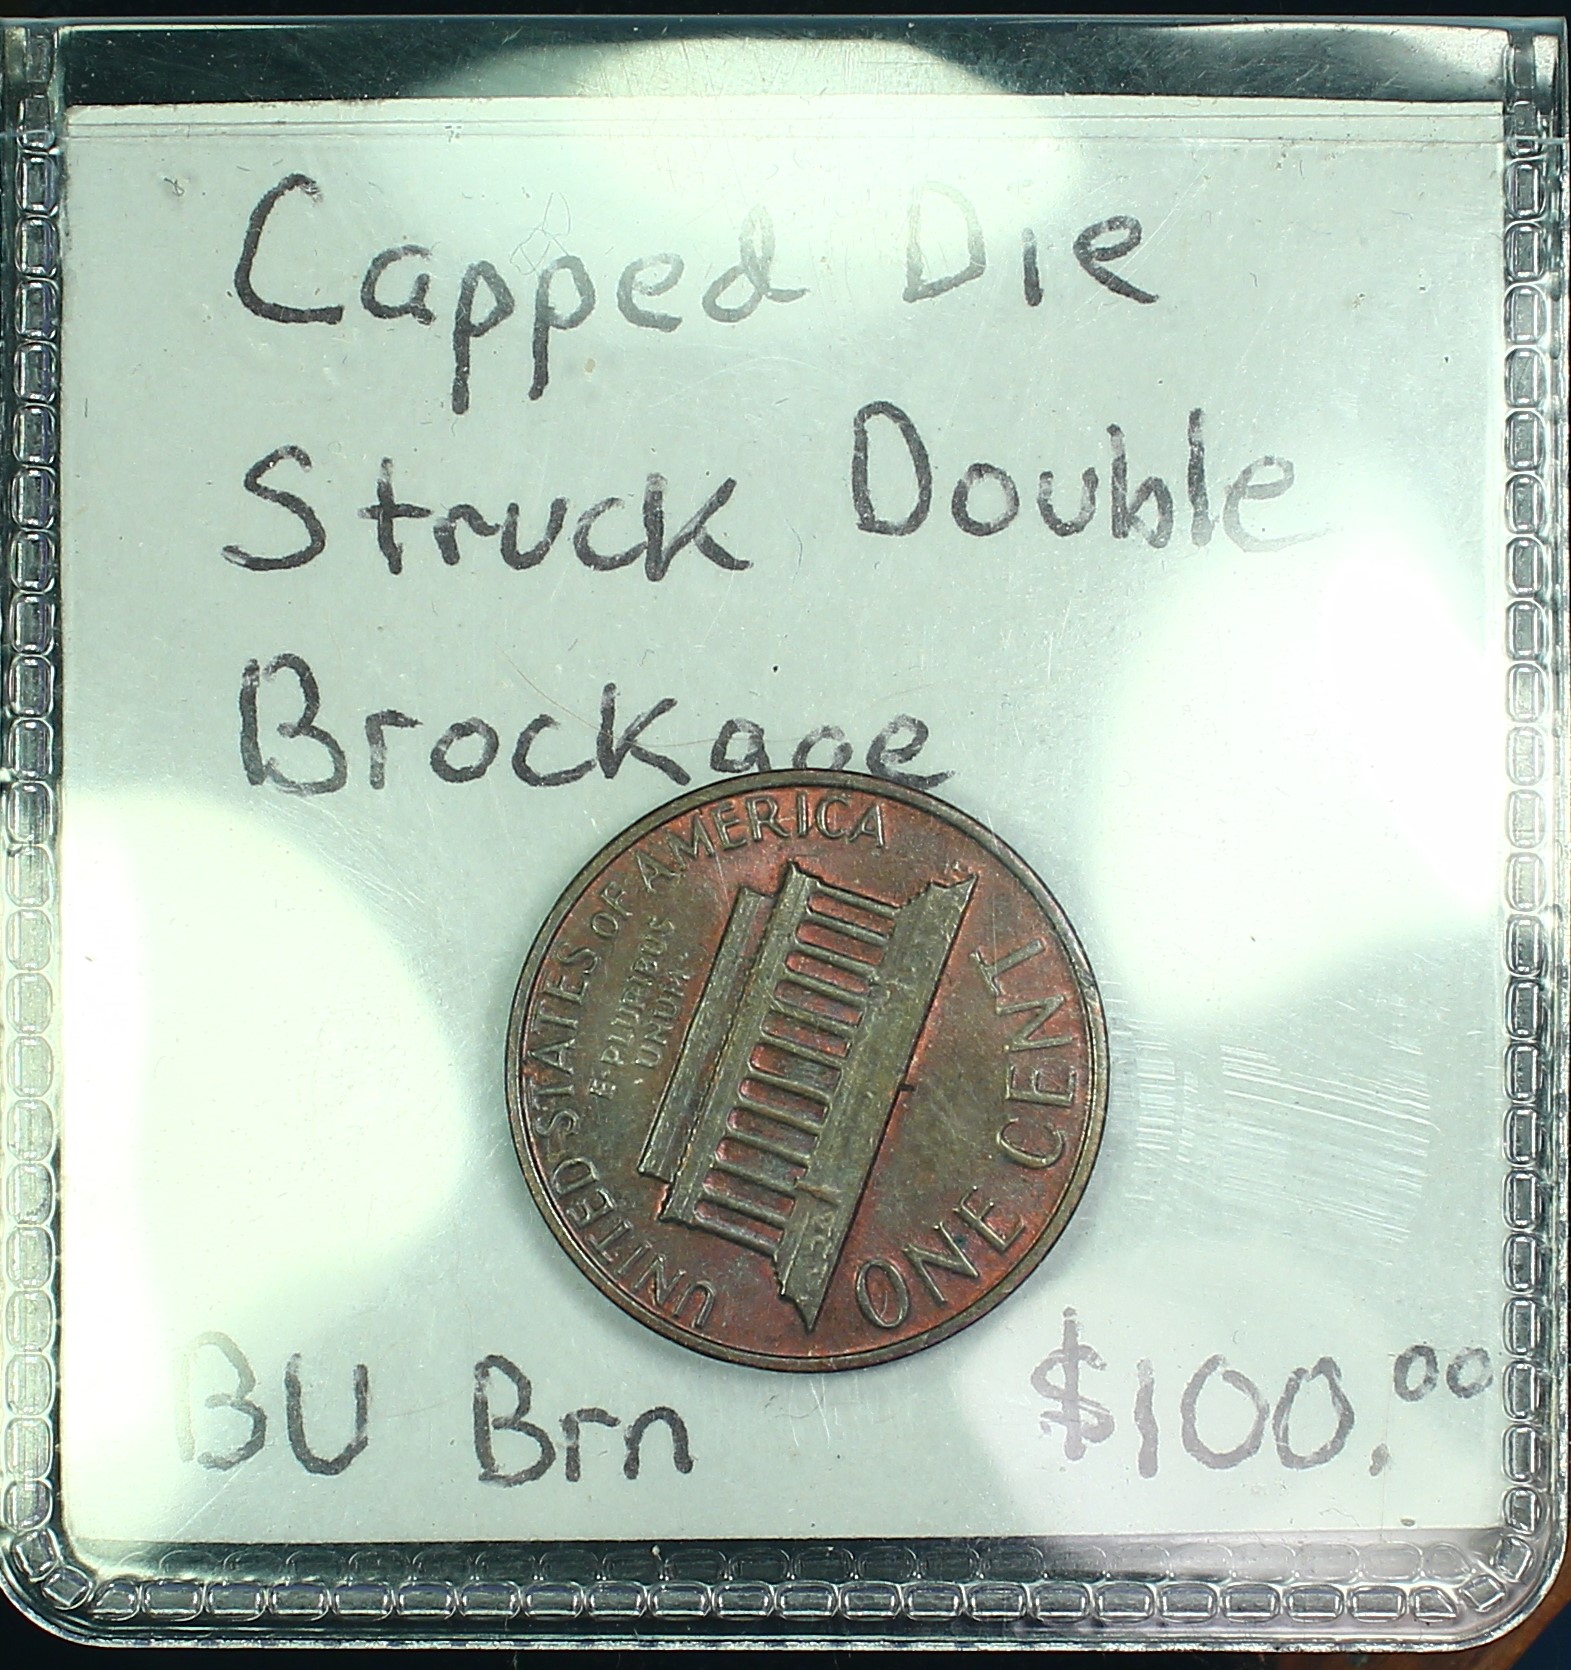 Capped Die
Struck Double
Brockage
UNITED STATES OF AMERICA
E PLURIBUS
UNUM
ONE CENT
BU Brn
$100.00